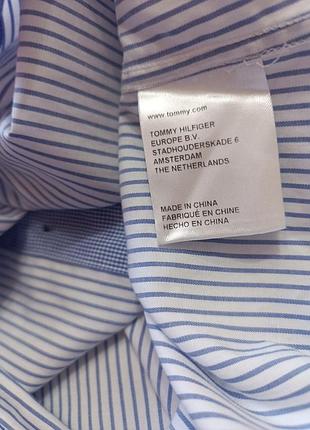 www.tommy.com
TOMMY HILFIGER
EUROPE B.V.
STADHOUDERSKADE 6
AMSTERDAM
THE NETHERLANDS
MADE IN CHINA
FABRIQUÉ EN CHINE
HECHO EN CHINA